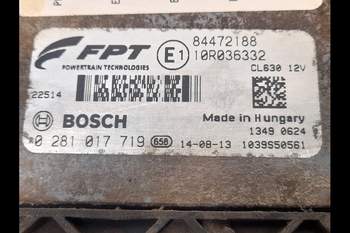 FPT
POWERTRAIN TECHNOLOGIES
E1
84472188
10R036332
CL630 12V
22514
BOSCH
Made in Hungary
1349 0624
0 281 017 719 658 14-08-13 1039S50561